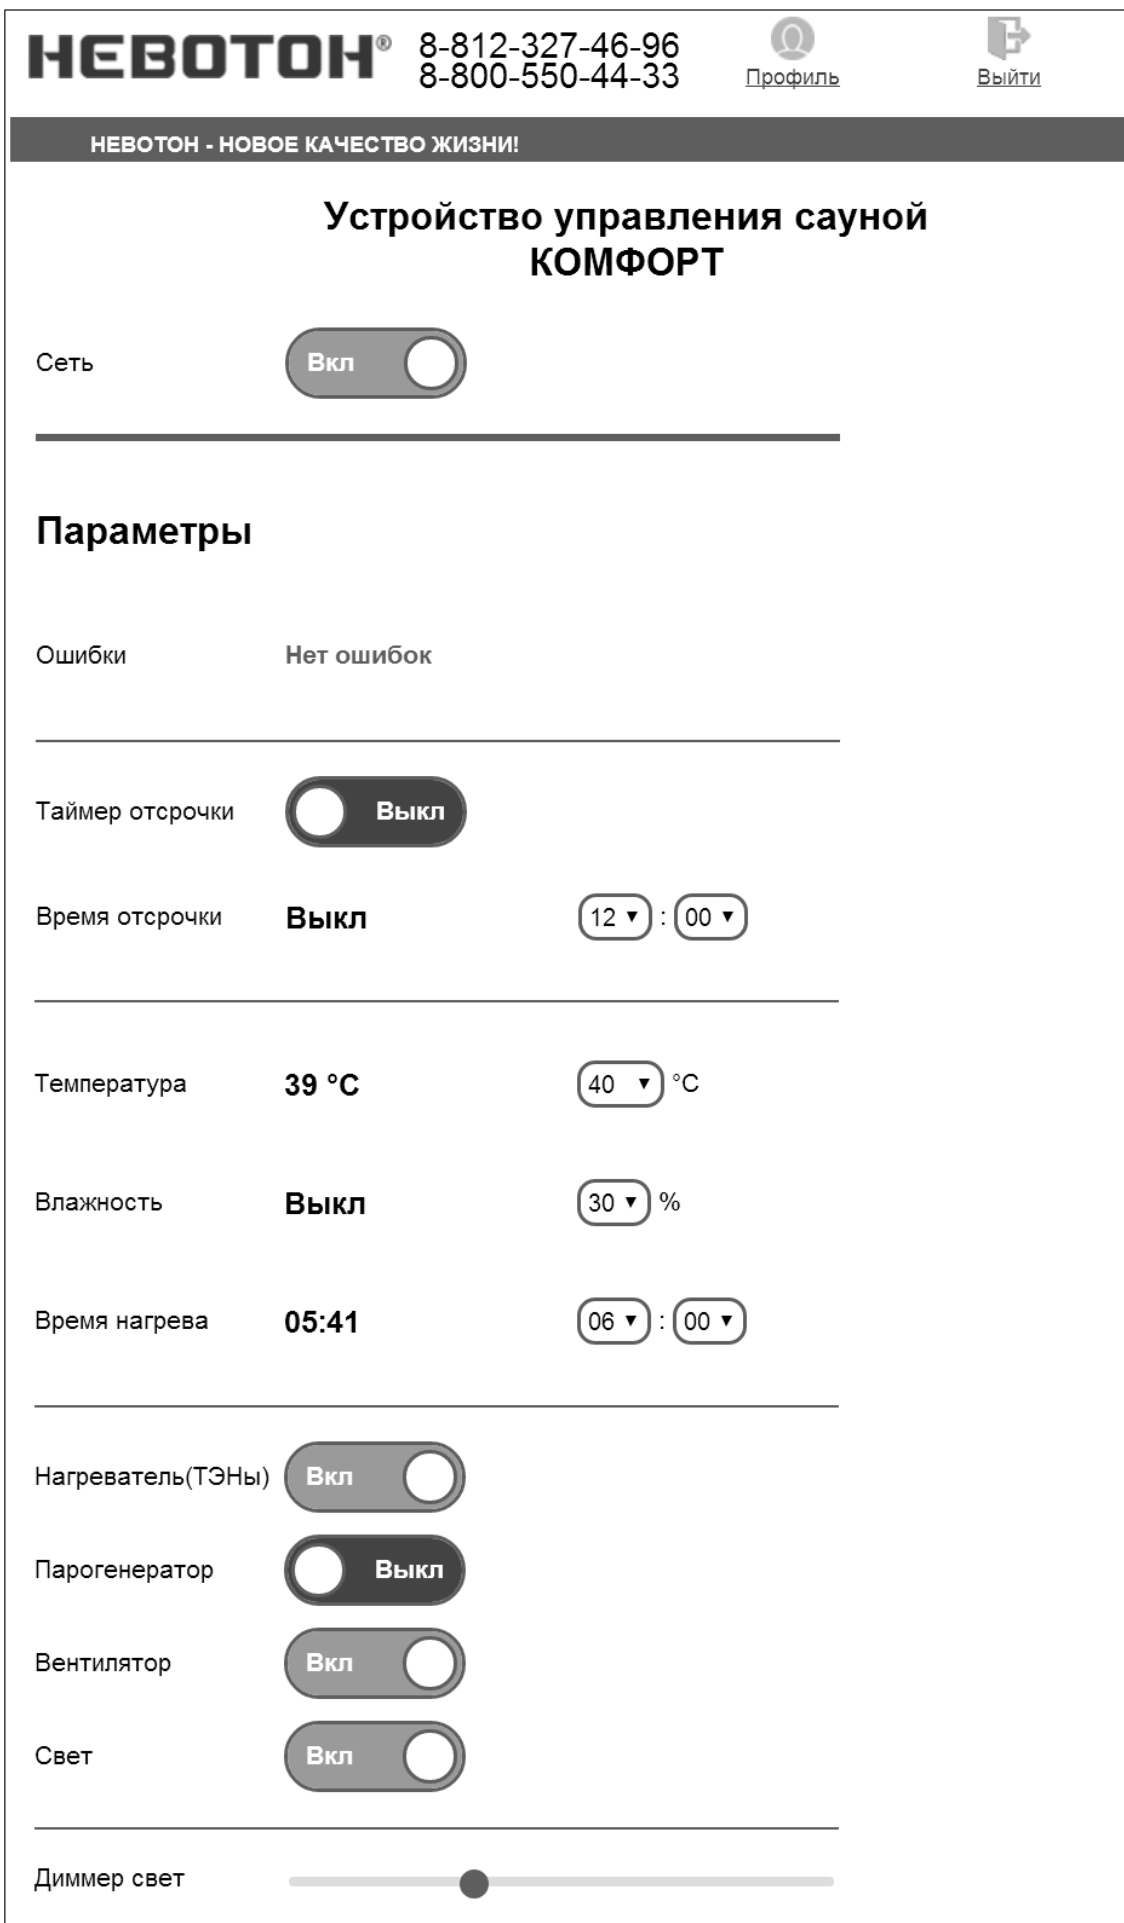 НЕВОТОН®
8-812-327-46-96
8-800-550-44-33
Профиль
Выйти
НЕВОТОН - НОВОЕ КАЧЕСТВО ЖИЗНИ!
Устройство управления сауной
КОМФОРТ
Сеть Вкл
Параметры
Ошибки Нет ошибок
Таймер отсрочки Выкл
Время отсрочки Выкл 12 : 00
Температура 39 °C 40 °C
Влажность Выкл 30 %
Время нагрева 05:41 06 : 00
Нагреватель(ТЭНы) Вкл
Парогенератор Выкл
Вентилятор Вкл
Свет Вкл
Диммер свет